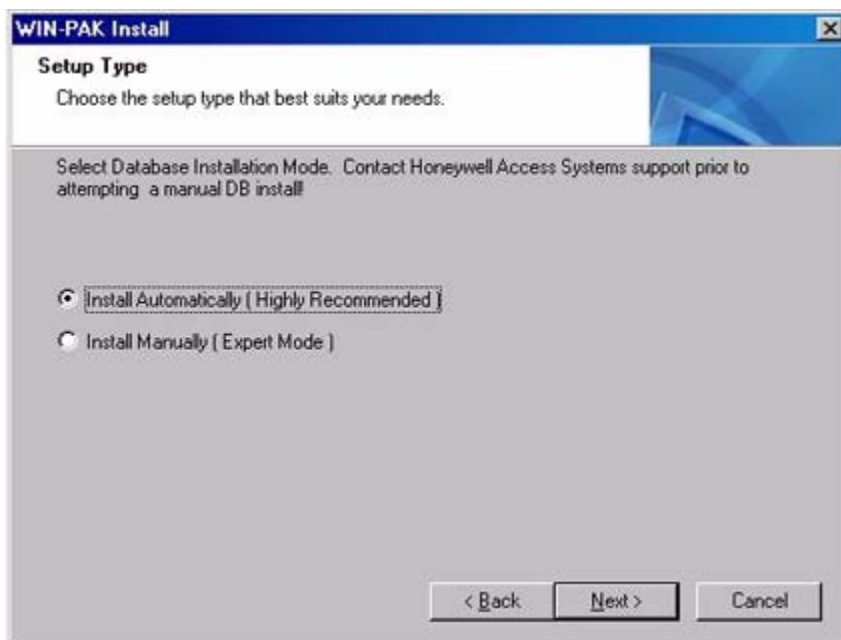 WIN-PAK Install
Setup Type
Choose the setup type that best suits your needs.
Select Database Installation Mode. Contact Honeywell Access Systems support prior to
attempting a manual DB install!
Install Automatically ( Highly Recommended )
Install Manually ( Expert Mode )
< Back
Next >
Cancel